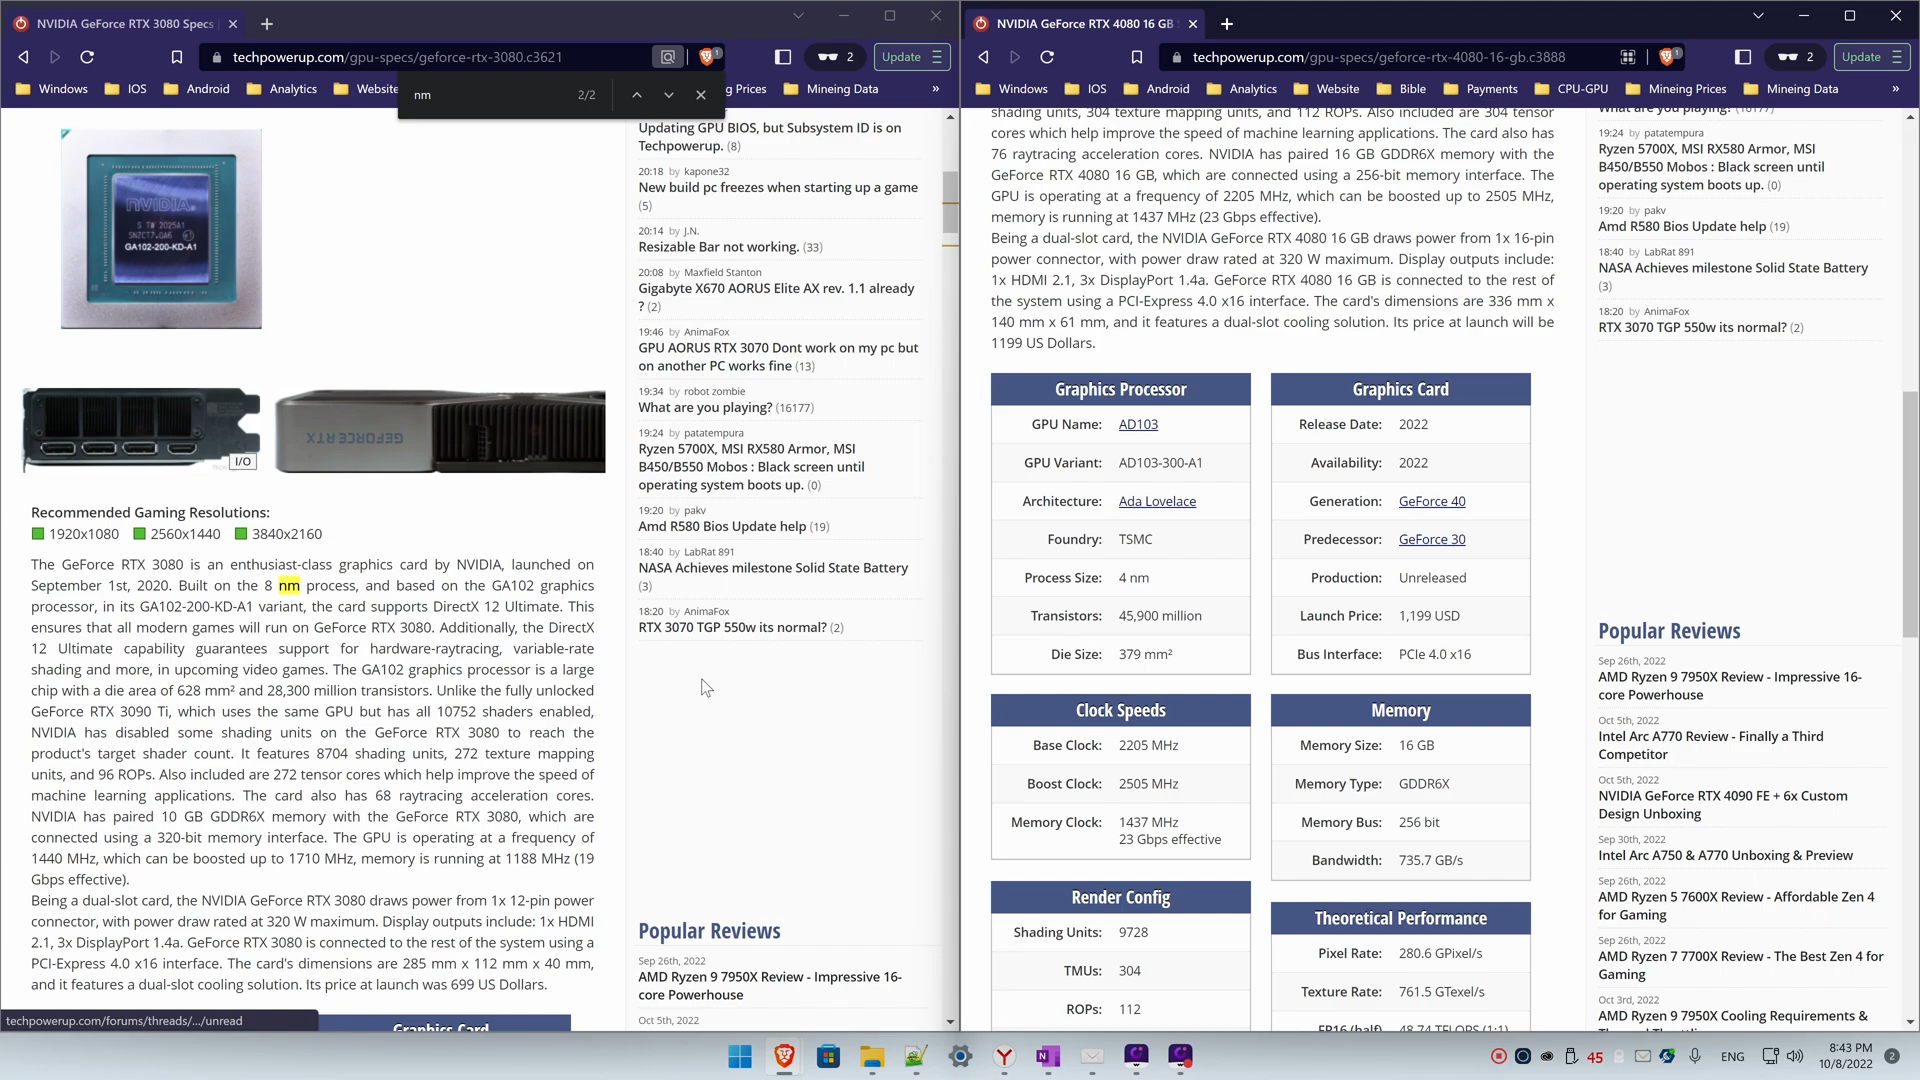 NVIDIA GeForce RTX 3080 Specs
techpowerup.com/gpu-specs/geforce-rtx-3080.c3621
1
2
Update
Windows
IOS
Android
Analytics
Website
g Prices
Mineing Data
»
nm
2/2
NVIDIA
S TW 2025A1
GA102-200-KD-A1
I/O
GEFORCE RTX
Recommended Gaming Resolutions:
1920x1080 2560x1440 3840x2160
The GeForce RTX 3080 is an enthusiast-class graphics card by NVIDIA, launched on
September 1st, 2020. Built on the 8 nm process, and based on the GA102 graphics
processor, in its GA102-200-KD-A1 variant, the card supports DirectX 12 Ultimate. This
ensures that all modern games will run on GeForce RTX 3080. Additionally, the DirectX
12 Ultimate capability guarantees support for hardware-raytracing, variable-rate
shading and more, in upcoming video games. The GA102 graphics processor is a large
chip with a die area of 628 mm² and 28,300 million transistors. Unlike the fully unlocked
GeForce RTX 3090 Ti, which uses the same GPU but has all 10752 shaders enabled,
NVIDIA has disabled some shading units on the GeForce RTX 3080 to reach the
product's target shader count. It features 8704 shading units, 272 texture mapping
units, and 96 ROPs. Also included are 272 tensor cores which help improve the speed of
machine learning applications. The card also has 68 raytracing acceleration cores.
NVIDIA has paired 10 GB GDDR6X memory with the GeForce RTX 3080, which are
connected using a 320-bit memory interface. The GPU is operating at a frequency of
1440 MHz, which can be boosted up to 1710 MHz, memory is running at 1188 MHz (19
Gbps effective).
Being a dual-slot card, the NVIDIA GeForce RTX 3080 draws power from 1x 12-pin power
connector, with power draw rated at 320 W maximum. Display outputs include: 1x HDMI
2.1, 3x DisplayPort 1.4a. GeForce RTX 3080 is connected to the rest of the system using a
PCI-Express 4.0 x16 interface. The card's dimensions are 285 mm x 112 mm x 40 mm,
and it features a dual-slot cooling solution. Its price at launch was 699 US Dollars.
Graphics Card
techpowerup.com/forums/threads/.../unread
Updating GPU BIOS, but Subsystem ID is on
Techpowerup. (8)
20:18 by kapone32
New build pc freezes when starting up a game
(5)
20:14 by J.N.
Resizable Bar not working. (33)
20:08 by Maxfield Stanton
Gigabyte X670 AORUS Elite AX rev. 1.1 already
? (2)
19:46 by AnimaFox
GPU AORUS RTX 3070 Dont work on my pc but
on another PC works fine (13)
19:34 by robot zombie
What are you playing? (16177)
19:24 by patatempura
Ryzen 5700X, MSI RX580 Armor, MSI
B450/B550 Mobos : Black screen until
operating system boots up. (0)
19:20 by pakv
Amd R580 Bios Update help (19)
18:40 by LabRat 891
NASA Achieves milestone Solid State Battery
(3)
18:20 by AnimaFox
RTX 3070 TGP 550w its normal? (2)
Popular Reviews
Sep 26th, 2022
AMD Ryzen 9 7950X Review - Impressive 16-
core Powerhouse
Oct 5th, 2022
NVIDIA GeForce RTX 4080 16 GB
techpowerup.com/gpu-specs/geforce-rtx-4080-16-gb.c3888
1
2
Update
Windows
IOS
Android
Analytics
Website
Bible
Payments
CPU-GPU
Mineing Prices
Mineing Data
»
shading units, 304 texture mapping units, and 112 ROPs. Also included are 304 tensor
cores which help improve the speed of machine learning applications. The card also has
76 raytracing acceleration cores. NVIDIA has paired 16 GB GDDR6X memory with the
GeForce RTX 4080 16 GB, which are connected using a 256-bit memory interface. The
GPU is operating at a frequency of 2205 MHz, which can be boosted up to 2505 MHz,
memory is running at 1437 MHz (23 Gbps effective).
Being a dual-slot card, the NVIDIA GeForce RTX 4080 16 GB draws power from 1x 16-pin
power connector, with power draw rated at 320 W maximum. Display outputs include:
1x HDMI 2.1, 3x DisplayPort 1.4a. GeForce RTX 4080 16 GB is connected to the rest of
the system using a PCI-Express 4.0 x16 interface. The card's dimensions are 336 mm x
140 mm x 61 mm, and it features a dual-slot cooling solution. Its price at launch will be
1199 US Dollars.
Graphics Processor
GPU Name: AD103
GPU Variant: AD103-300-A1
Architecture: Ada Lovelace
Foundry: TSMC
Process Size: 4 nm
Transistors: 45,900 million
Die Size: 379 mm²
Graphics Card
Release Date: 2022
Availability: 2022
Generation: GeForce 40
Predecessor: GeForce 30
Production: Unreleased
Launch Price: 1,199 USD
Bus Interface: PCIe 4.0 x16
Clock Speeds
Base Clock: 2205 MHz
Boost Clock: 2505 MHz
Memory Clock: 1437 MHz
23 Gbps effective
Memory
Memory Size: 16 GB
Memory Type: GDDR6X
Memory Bus: 256 bit
Bandwidth: 735.7 GB/s
Render Config
Shading Units: 9728
TMUs: 304
ROPs: 112
Theoretical Performance
Pixel Rate: 280.6 GPixel/s
Texture Rate: 761.5 GTexel/s
FP16 (half) 48.74 TFLOPS (1:1)
What are you playing? (16177)
19:24 by patatempura
Ryzen 5700X, MSI RX580 Armor, MSI
B450/B550 Mobos : Black screen until
operating system boots up. (0)
19:20 by pakv
Amd R580 Bios Update help (19)
18:40 by LabRat 891
NASA Achieves milestone Solid State Battery
(3)
18:20 by AnimaFox
RTX 3070 TGP 550w its normal? (2)
Popular Reviews
Sep 26th, 2022
AMD Ryzen 9 7950X Review - Impressive 16-
core Powerhouse
Oct 5th, 2022
Intel Arc A770 Review - Finally a Third
Competitor
Oct 5th, 2022
NVIDIA GeForce RTX 4090 FE + 6x Custom
Design Unboxing
Sep 30th, 2022
Intel Arc A750 & A770 Unboxing & Preview
Sep 26th, 2022
AMD Ryzen 5 7600X Review - Affordable Zen 4
for Gaming
Sep 26th, 2022
AMD Ryzen 7 7700X Review - The Best Zen 4 for
Gaming
Oct 3rd, 2022
AMD Ryzen 9 7950X Cooling Requirements &
45
ENG
8:43 PM
10/8/2022
2